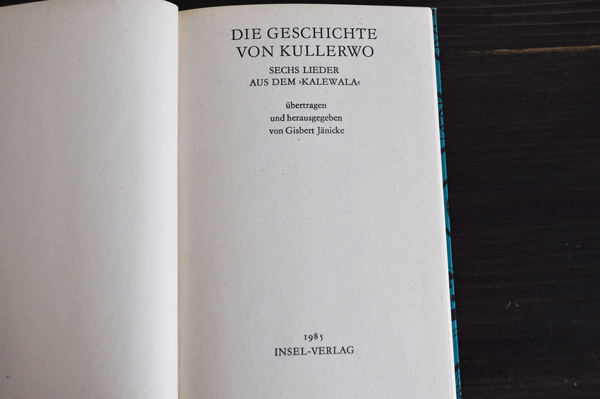 DIE GESCHICHTE
VON KULLERWO
SECHS LIEDER
AUS DEM ›KALEWALA‹
übertragen
und herausgegeben
von Gisbert Jänicke
1985
INSEL-VERLAG